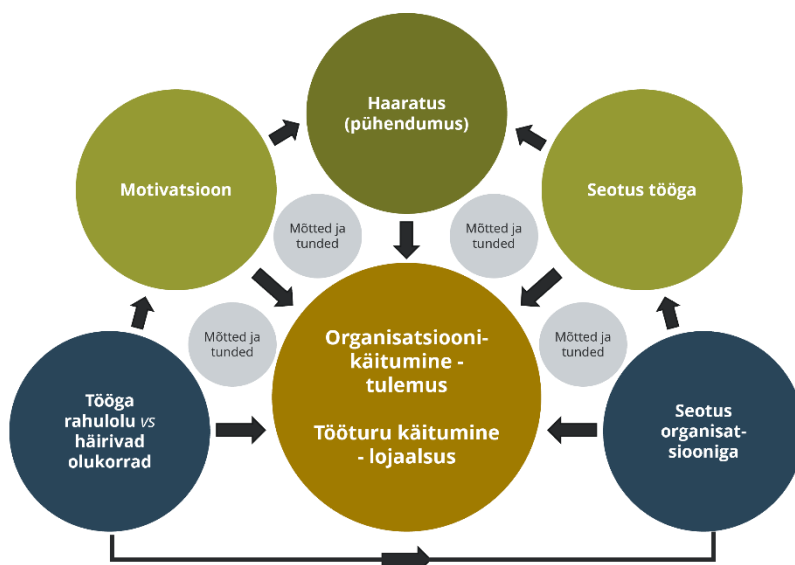 Haaratus
(pühendumus)
Motivatsioon
Seotus tööga
Mõtted ja
tunded
Mõtted ja
tunded
Mõtted ja
tunded
Mõtted ja
tunded
Organisatsiooni-
käitumine -
tulemus
Tööturu käitumine
- lojaalsus
Tööga
rahulolu vs
häirivad
olukorrad
Seotus
organisat-
siooniga